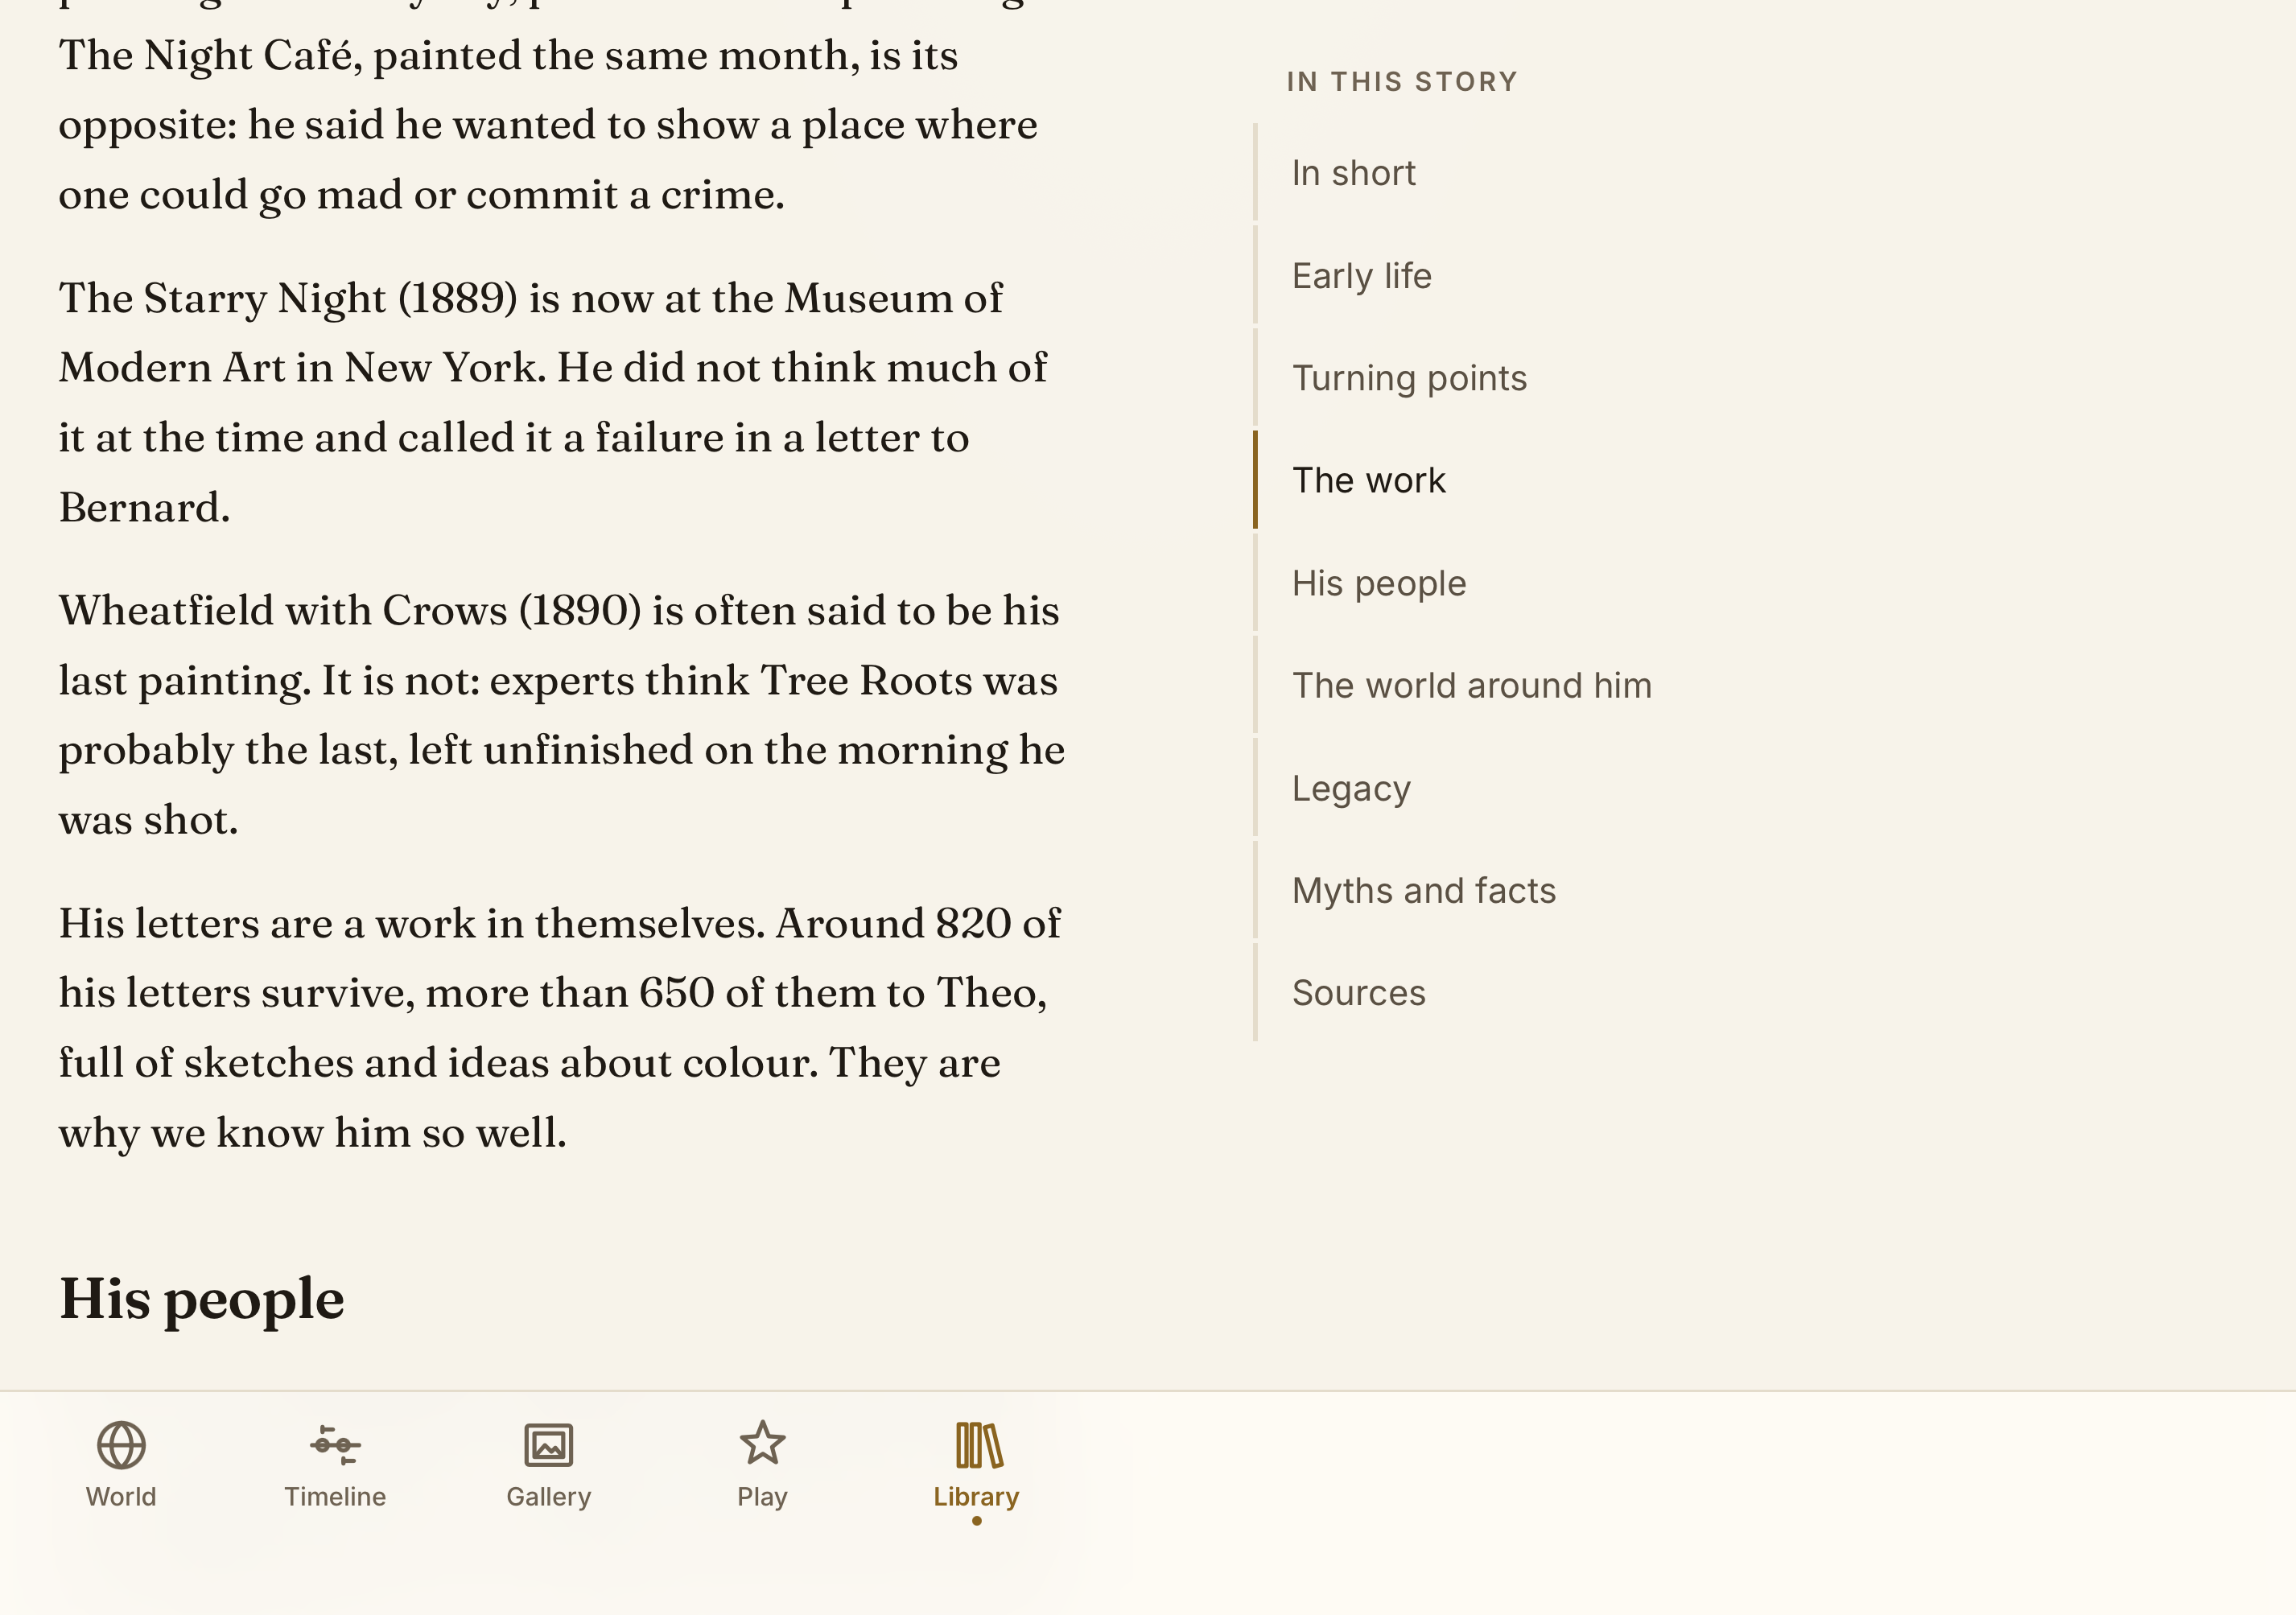 The Night Café, painted the same month, is its
opposite: he said he wanted to show a place where
one could go mad or commit a crime.
The Starry Night (1889) is now at the Museum of
Modern Art in New York. He did not think much of
it at the time and called it a failure in a letter to
Bernard.
Wheatfield with Crows (1890) is often said to be his
last painting. It is not: experts think Tree Roots was
probably the last, left unfinished on the morning he
was shot.
His letters are a work in themselves. Around 820 of
his letters survive, more than 650 of them to Theo,
full of sketches and ideas about colour. They are
why we know him so well.
His people
IN THIS STORY
In short
Early life
Turning points
The work
His people
The world around him
Legacy
Myths and facts
Sources
World
Timeline
Gallery
Play
Library